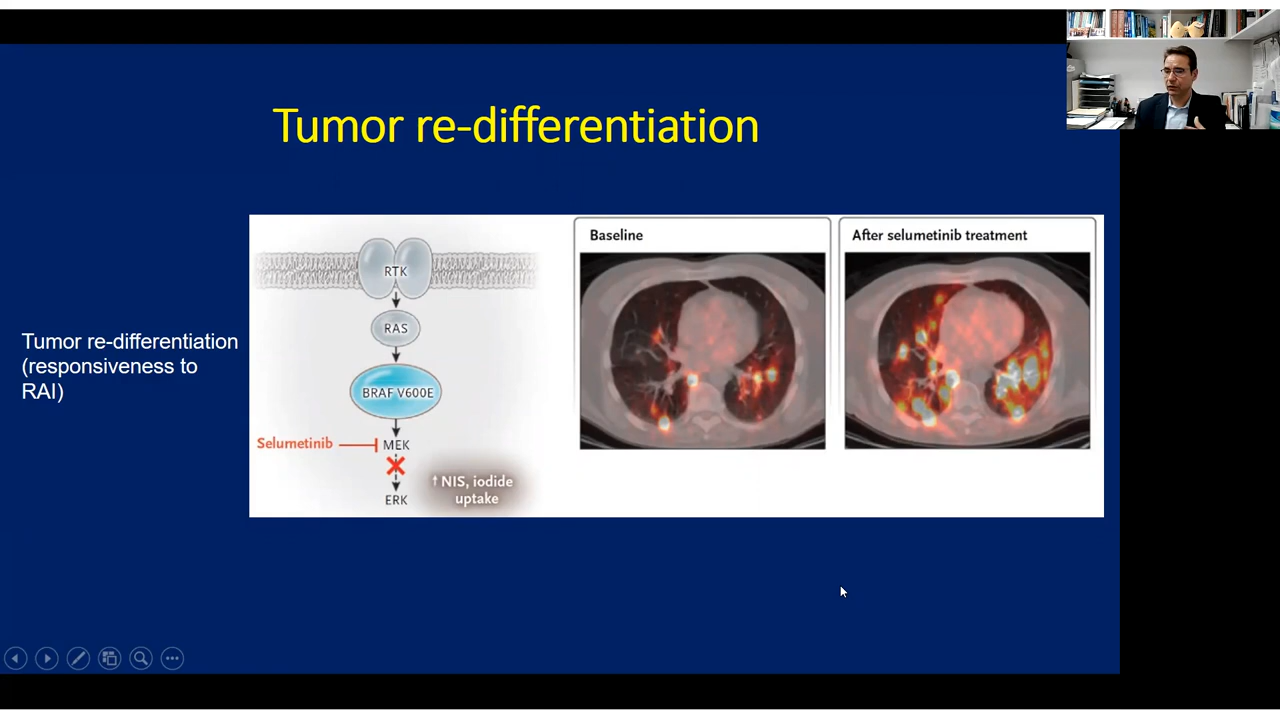 Tumor re-differentiation
Tumor re-differentiation
(responsiveness to
RAI)
RTK
RAS
BRAF V600E
Selumetinib
MEK
ERK
↑ NIS, iodide
uptake
Baseline
After selumetinib treatment